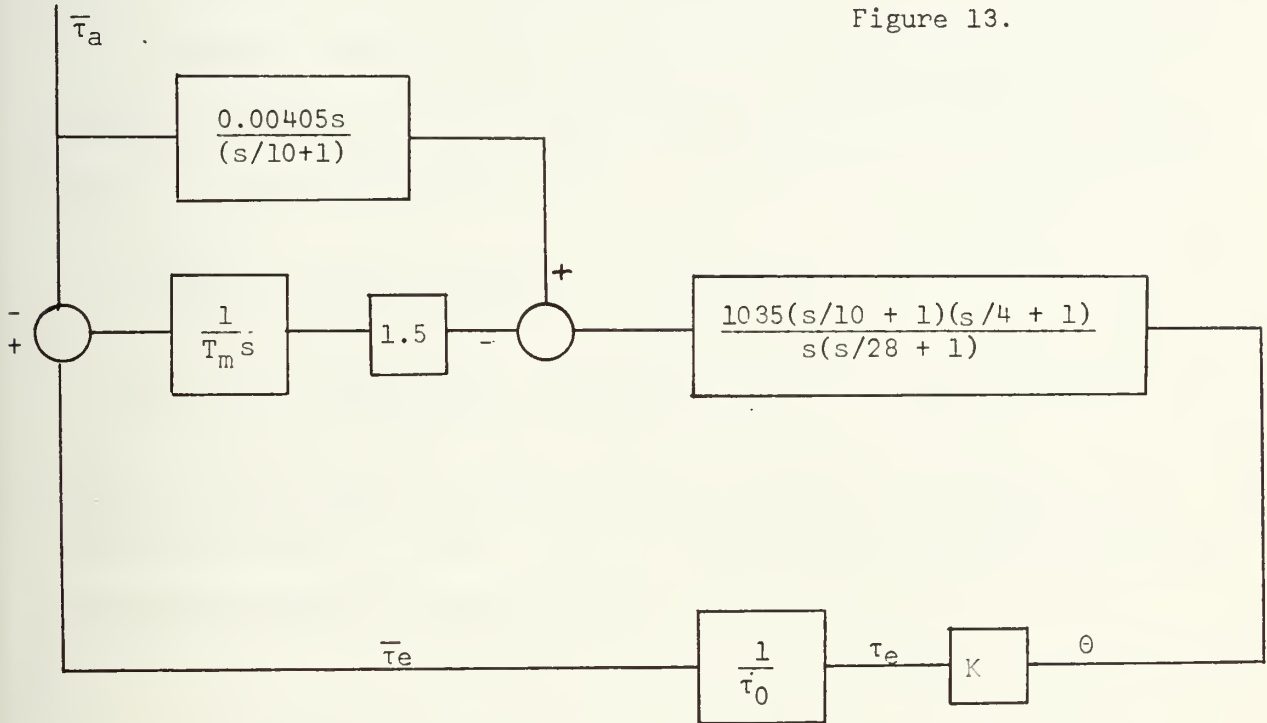 Figure 13.
τ̅a
0.00405s
(s/10+1)
+
-
+
1
Tm s
1.5
-
1035(s/10 + 1)(s/4 + 1)
s(s/28 + 1)
τ̅e
1
τ0
τe
K
θ